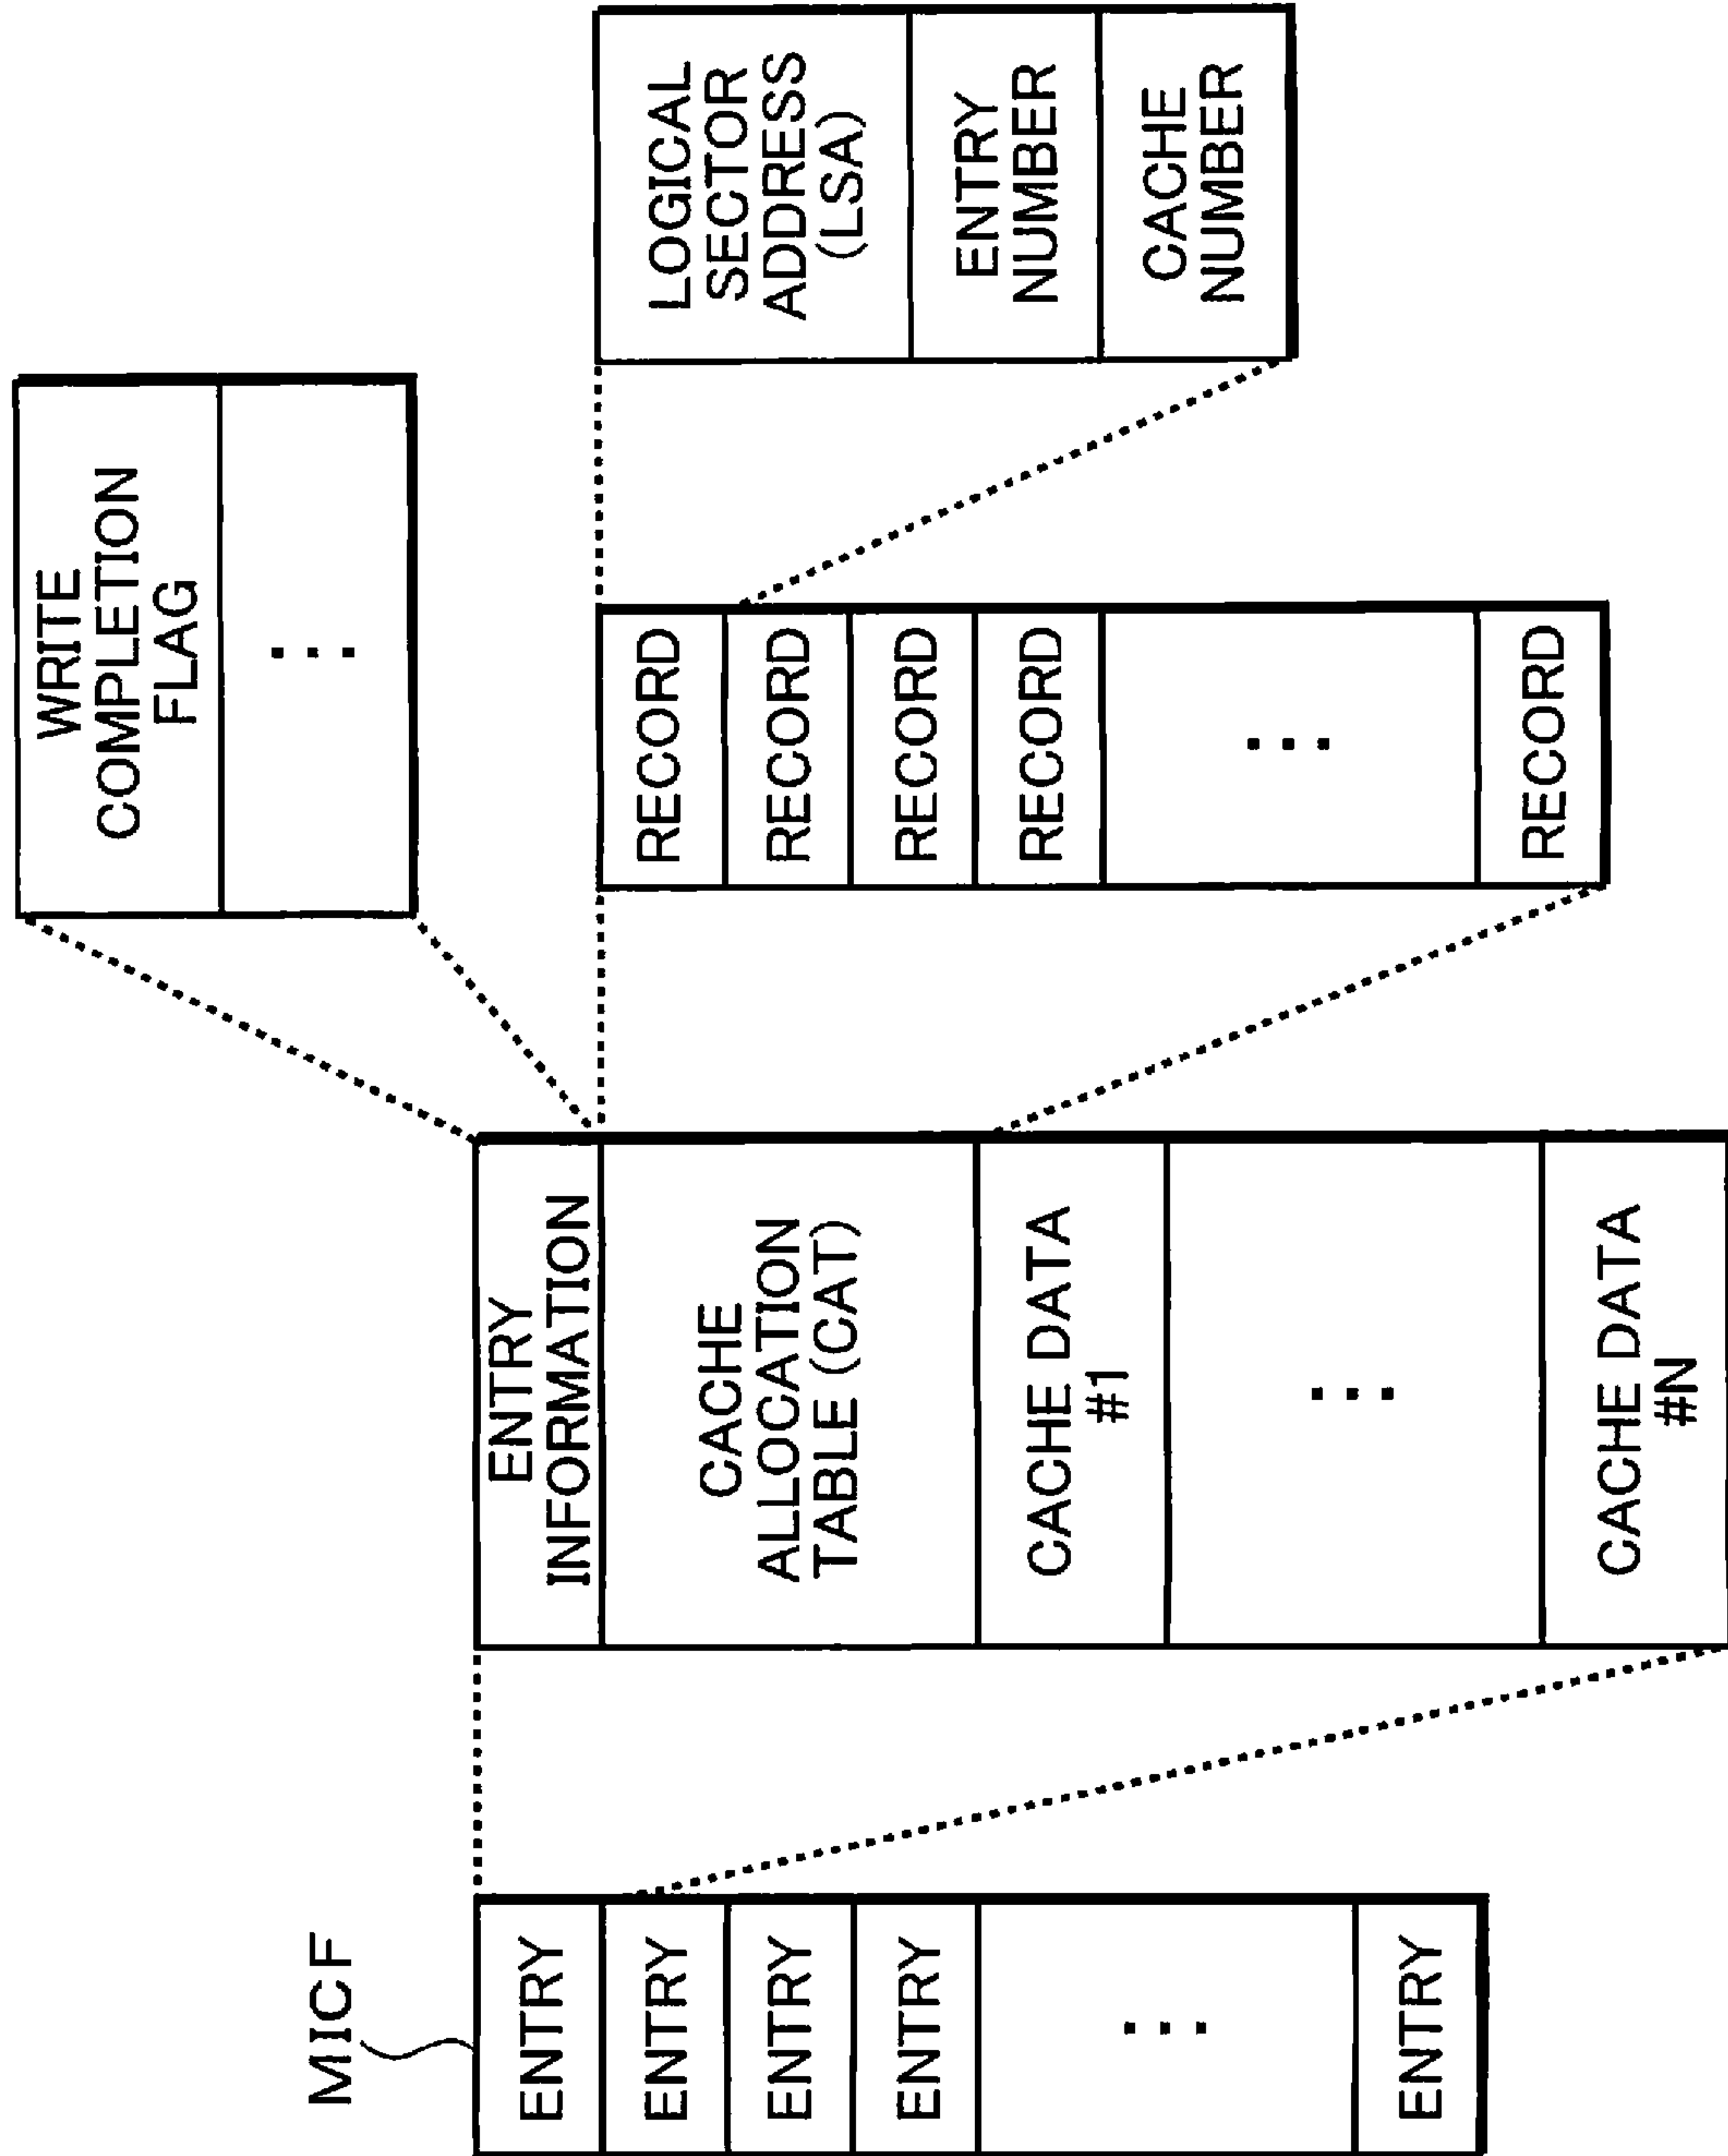 MICF
ENTRY
ENTRY
ENTRY
ENTRY
...
ENTRY
ENTRY
INFORMATION
CACHE
ALLOCATION
TABLE (CAT)
CACHE DATA
#1
...
CACHE DATA
#N
WRITE
COMPLETION
FLAG
...
RECORD
RECORD
RECORD
RECORD
...
RECORD
LOGICAL
SECTOR
ADDRESS
(LSA)
ENTRY
NUMBER
CACHE
NUMBER